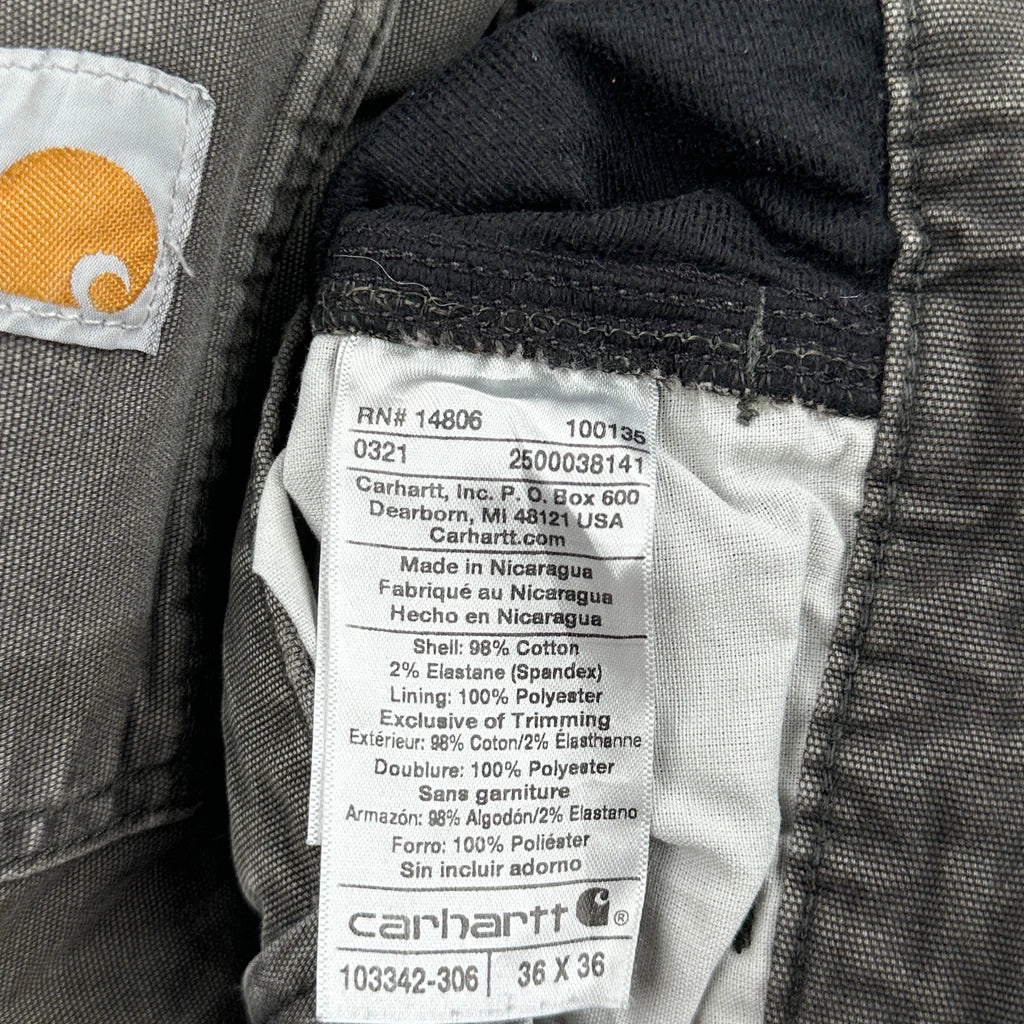 RN# 14806 100135
0321 2500038141
Carhartt, Inc. P. O. Box 600
Dearborn, MI 48121 USA
Carhartt.com
Made in Nicaragua
Fabriqué au Nicaragua
Hecho en Nicaragua
Shell: 98% Cotton
2% Elastane (Spandex)
Lining: 100% Polyester
Exclusive of Trimming
Extérieur: 98% Coton/2% Élasthanne
Doublure: 100% Polyester
Sans garniture
Armazón: 98% Algodón/2% Elastano
Forro: 100% Poliéster
Sin incluir adorno
carhartt ®
103342-306 | 36 X 36